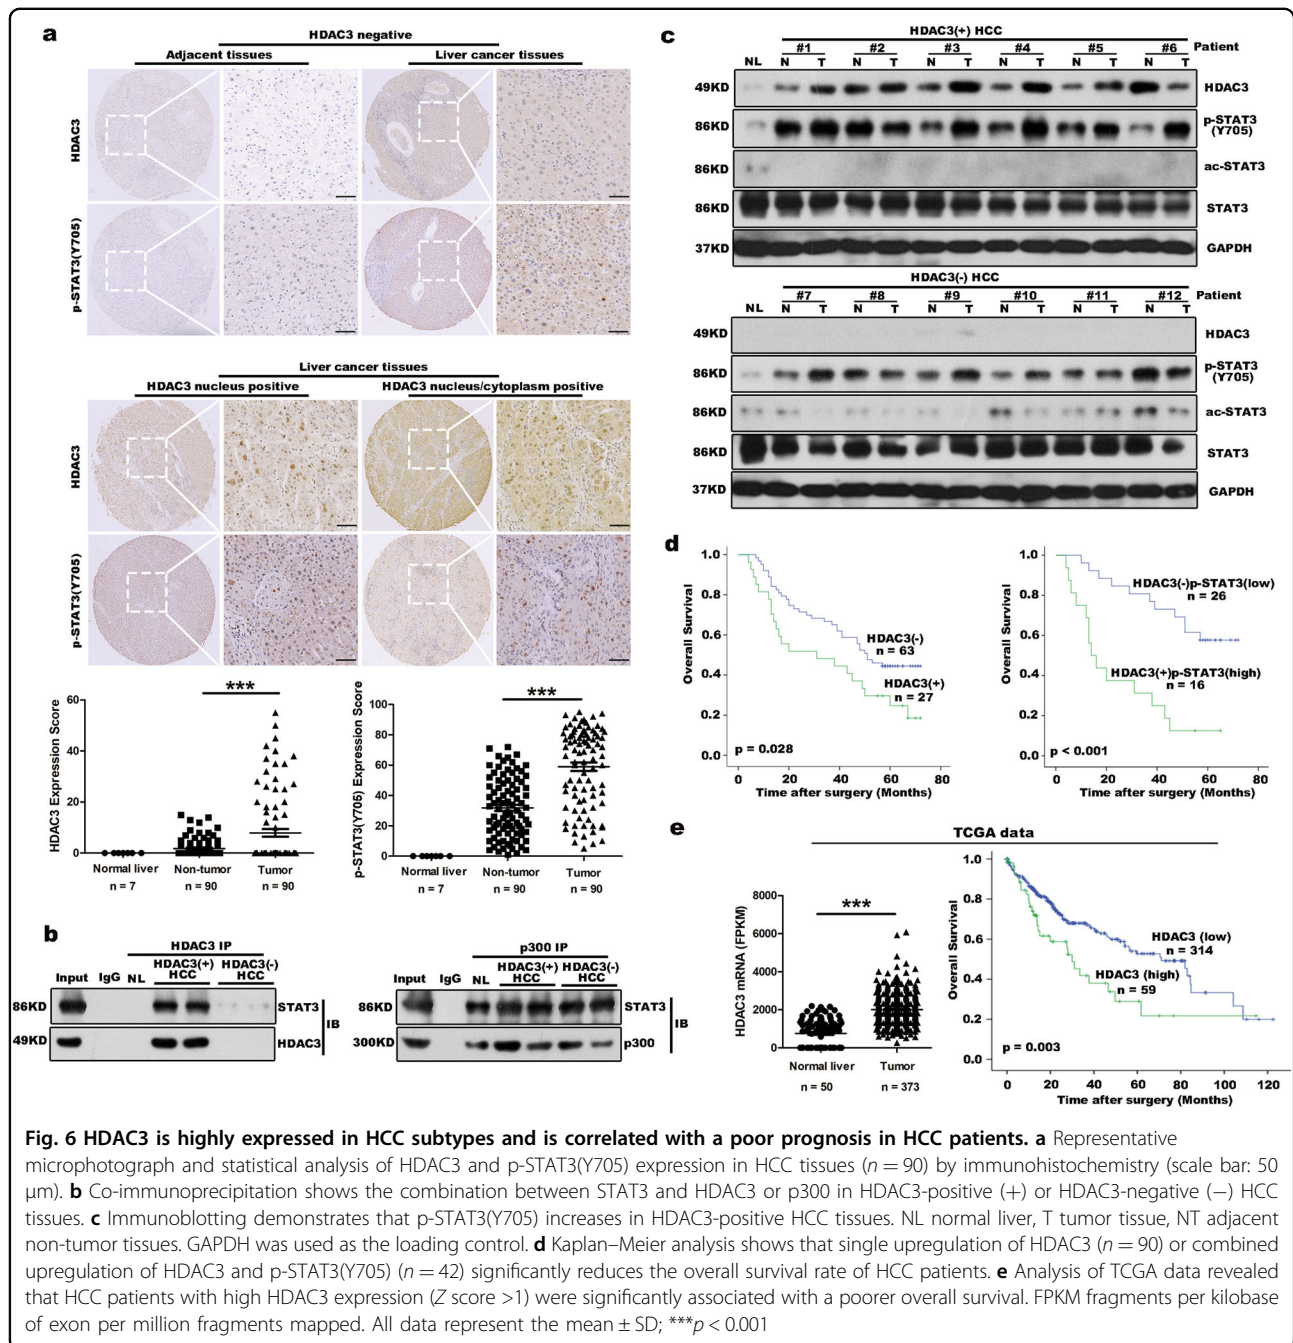 a
HDAC3 negative
Adjacent tissues
Liver cancer tissues
HDAC3
p-STAT3(Y705)
Liver cancer tissues
HDAC3 nucleus positive
HDAC3 nucleus/cytoplasm positive
HDAC3
p-STAT3(Y705)
HDAC3 Expression Score
60
40
20
0
***
Normal liver
Non-tumor
Tumor
n = 7
n = 90
n = 90
p-STAT3(Y705) Expression Score
100
80
60
40
20
0
***
Normal liver
Non-tumor
Tumor
n = 7
n = 90
n = 90
b
HDAC3 IP
Input
IgG
NL
HDAC3(+)
HCC
HDAC3(-)
HCC
86KD
STAT3
49KD
HDAC3
IB
p300 IP
Input
IgG
NL
HDAC3(+)
HCC
HDAC3(-)
HCC
86KD
STAT3
300KD
p300
IB
c
HDAC3(+) HCC
#1 #2 #3 #4 #5 #6 Patient
NL N T N T N T N T N T N T
49KD HDAC3
86KD p-STAT3
(Y705)
86KD ac-STAT3
86KD STAT3
37KD GAPDH
HDAC3(-) HCC
#7 #8 #9 #10 #11 #12 Patient
NL N T N T N T N T N T N T
49KD HDAC3
86KD p-STAT3
(Y705)
86KD ac-STAT3
86KD STAT3
37KD GAPDH
d
Overall Survival
1.0
0.8
0.6
0.4
0.2
0.0
HDAC3(-)
n = 63
HDAC3(+)
n = 27
p = 0.028
0 20 40 60 80
Time after surgery (Months)
Overall Survival
1.0
0.8
0.6
0.4
0.2
0.0
HDAC3(-)p-STAT3(low)
n = 26
HDAC3(+)p-STAT3(high)
n = 16
p < 0.001
0 20 40 60 80
Time after surgery (Months)
e
TCGA data
HDAC3 mRNA (FPKM)
8000
6000
4000
2000
0
***
Normal liver
Tumor
n = 50
n = 373
Overall Survival
1.0
0.8
0.6
0.4
0.2
0.0
HDAC3 (low)
n = 314
HDAC3 (high)
n = 59
p = 0.003
0 20 40 60 80 100 120
Time after surgery (Months)
Fig. 6 HDAC3 is highly expressed in HCC subtypes and is correlated with a poor prognosis in HCC patients. a Representative
microphotograph and statistical analysis of HDAC3 and p-STAT3(Y705) expression in HCC tissues (n = 90) by immunohistochemistry (scale bar: 50
μm). b Co-immunoprecipitation shows the combination between STAT3 and HDAC3 or p300 in HDAC3-positive (+) or HDAC3-negative (−) HCC
tissues. c Immunoblotting demonstrates that p-STAT3(Y705) increases in HDAC3-positive HCC tissues. NL normal liver, T tumor tissue, NT adjacent
non-tumor tissues. GAPDH was used as the loading control. d Kaplan–Meier analysis shows that single upregulation of HDAC3 (n = 90) or combined
upregulation of HDAC3 and p-STAT3(Y705) (n = 42) significantly reduces the overall survival rate of HCC patients. e Analysis of TCGA data revealed
that HCC patients with high HDAC3 expression (Z score >1) were significantly associated with a poorer overall survival. FPKM fragments per kilobase
of exon per million fragments mapped. All data represent the mean ± SD; ***p < 0.001